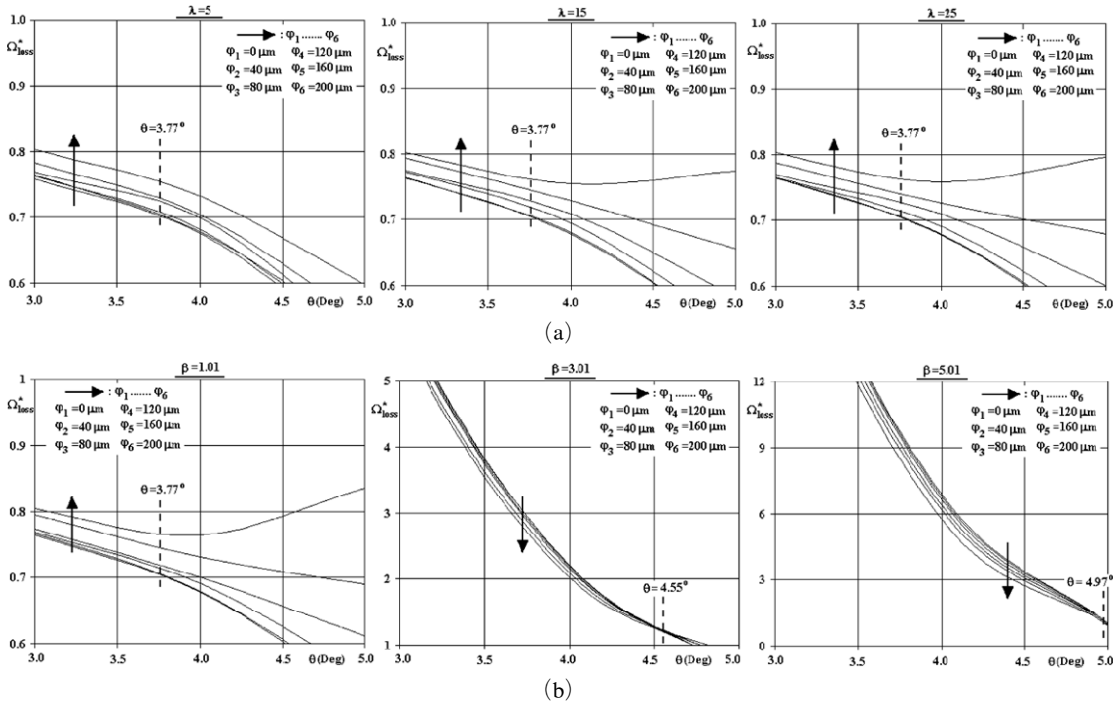 λ=5
1.0
Ω*loss
: φ1 ...... φ6
φ1 =0 μm φ4 =120 μm
φ2 =40 μm φ5 =160 μm
φ3 =80 μm φ6 =200 μm
0.9
θ=3.77°
0.8
0.7
0.6
3.0 3.5 4.0 4.5 θ(Deg) 5.0
λ=15
1.0
Ω*loss
: φ1 ...... φ6
φ1 =0 μm φ4 =120 μm
φ2 =40 μm φ5 =160 μm
φ3 =80 μm φ6 =200 μm
0.9
θ=3.77°
0.8
0.7
0.6
3.0 3.5 4.0 4.5 θ(Deg) 5.0
λ=25
1.0
Ω*loss
: φ1 ...... φ6
φ1 =0 μm φ4 =120 μm
φ2 =40 μm φ5 =160 μm
φ3 =80 μm φ6 =200 μm
0.9
θ=3.77°
0.8
0.7
0.6
3.0 3.5 4.0 4.5 θ(Deg) 5.0
(a)
β=1.01
1
Ω*loss
: φ1 ...... φ6
φ1 =0 μm φ4 =120 μm
φ2 =40 μm φ5 =160 μm
φ3 =80 μm φ6 =200 μm
0.9
θ=3.77°
0.8
0.7
0.6
3.0 3.5 4.0 4.5 θ(Deg) 5.0
β=3.01
5
Ω*loss
: φ1 ...... φ6
φ1 =0 μm φ4 =120 μm
φ2 =40 μm φ5 =160 μm
φ3 =80 μm φ6 =200 μm
4
3
2
θ= 4.55°
1
3.0 3.5 4.0 4.5 θ(Deg) 5.0
β=5.01
12
Ω*loss
: φ1 ...... φ6
φ1 =0 μm φ4 =120 μm
φ2 =40 μm φ5 =160 μm
φ3 =80 μm φ6 =200 μm
9
6
3
θ= 4.97°
0
3.0 3.5 4.0 4.5 θ(Deg) 5.0
(b)